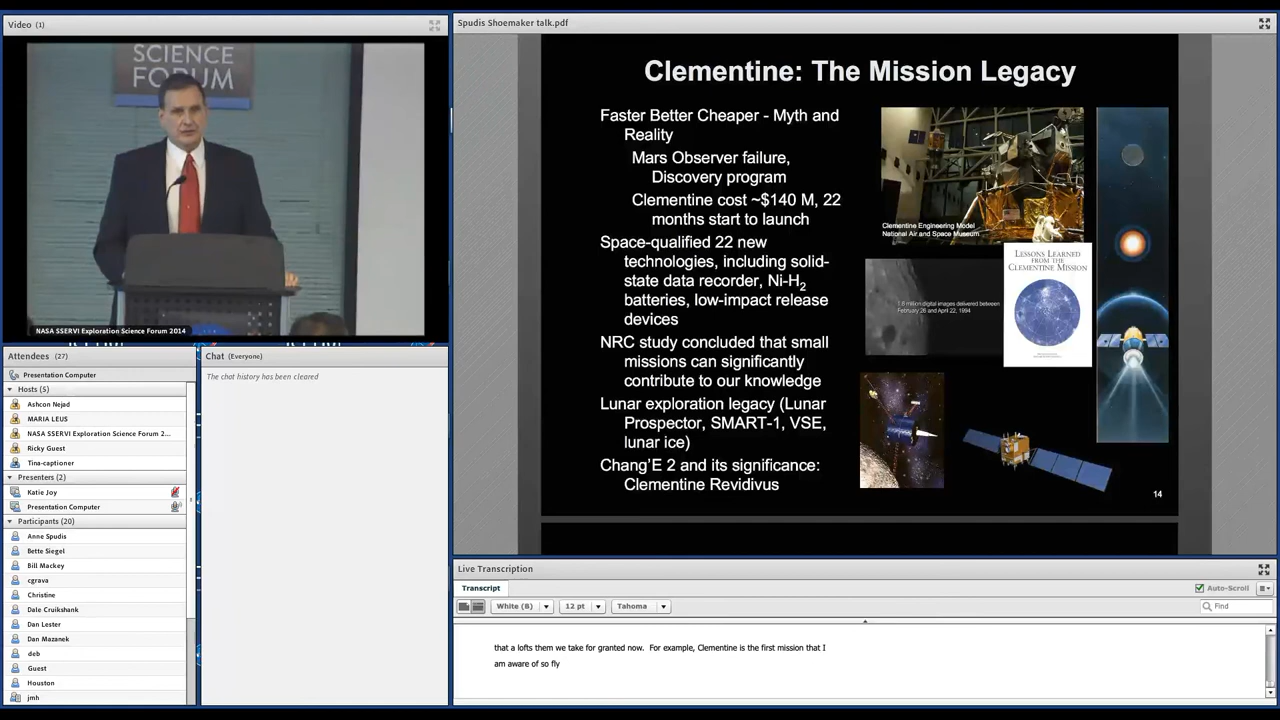 Video (1)
SCIENCE
FORUM
NASA SSERVI Exploration Science Forum 2014
Attendees (27)
Presentation Computer
Hosts (5)
Ashcon Nejad
MARIA LEUS
NASA SSERVI Exploration Science Forum 2...
Ricky Guest
Tina-captioner
Presenters (2)
Katie Joy
Presentation Computer
Participants (20)
Anne Spudis
Bette Siegel
Bill Mackey
cgrava
Christine
Dale Cruikshank
Dan Lester
Dan Mazanek
deb
Guest
Houston
jmh
Chat (Everyone)
The chat history has been cleared
Spudis Shoemaker talk.pdf
Clementine: The Mission Legacy
Faster Better Cheaper - Myth and
Reality
Mars Observer failure,
Discovery program
Clementine cost ~$140 M, 22
months start to launch
Space-qualified 22 new
technologies, including solid-
state data recorder, Ni-H2
batteries, low-impact release
devices
NRC study concluded that small
missions can significantly
contribute to our knowledge
Lunar exploration legacy (Lunar
Prospector, SMART-1, VSE,
lunar ice)
Chang'E 2 and its significance:
Clementine Revidivus
Clementine Engineering Model
National Air and Space Museum
LESSONS LEARNED
FROM THE
CLEMENTINE MISSION
1.8 million digital images delivered between
February 26 and April 22, 1994
14
Live Transcription
Transcript
Auto-Scroll
White (B)
12 pt
Tahoma
Find
that a lofts them we take for granted now. For example, Clementine is the first mission that I
am aware of so fly